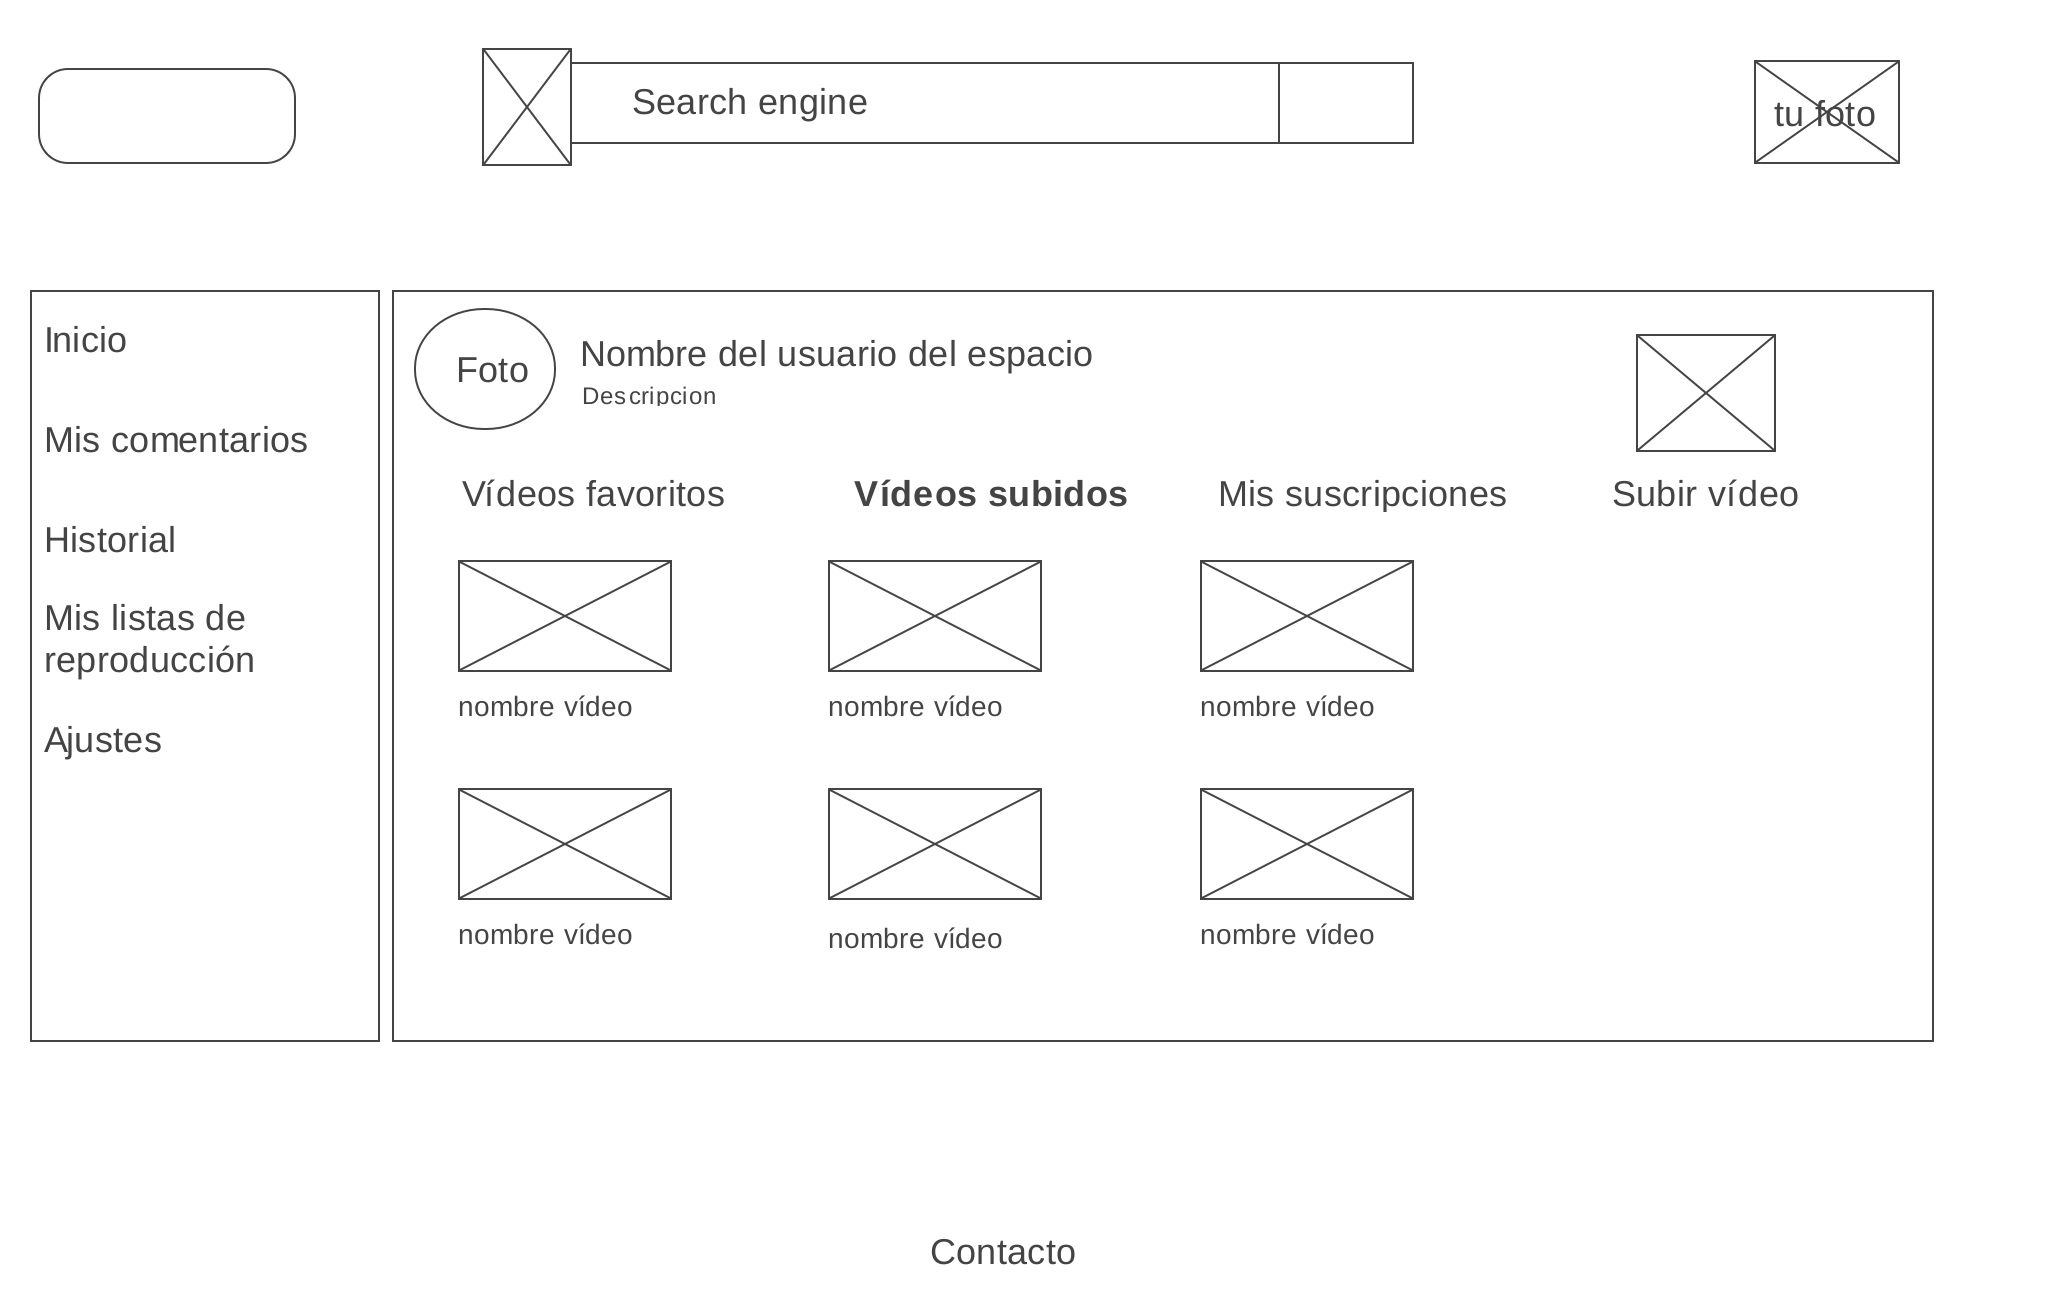 Search engine
tu foto
Inicio
Mis comentarios
Historial
Mis listas de
reproducción
Ajustes
Foto
Nombre del usuario del espacio
Descripcion
Vídeos favoritos
Vídeos subidos
Mis suscripciones
Subir vídeo
nombre vídeo
nombre vídeo
nombre vídeo
nombre vídeo
nombre vídeo
nombre vídeo
Contacto